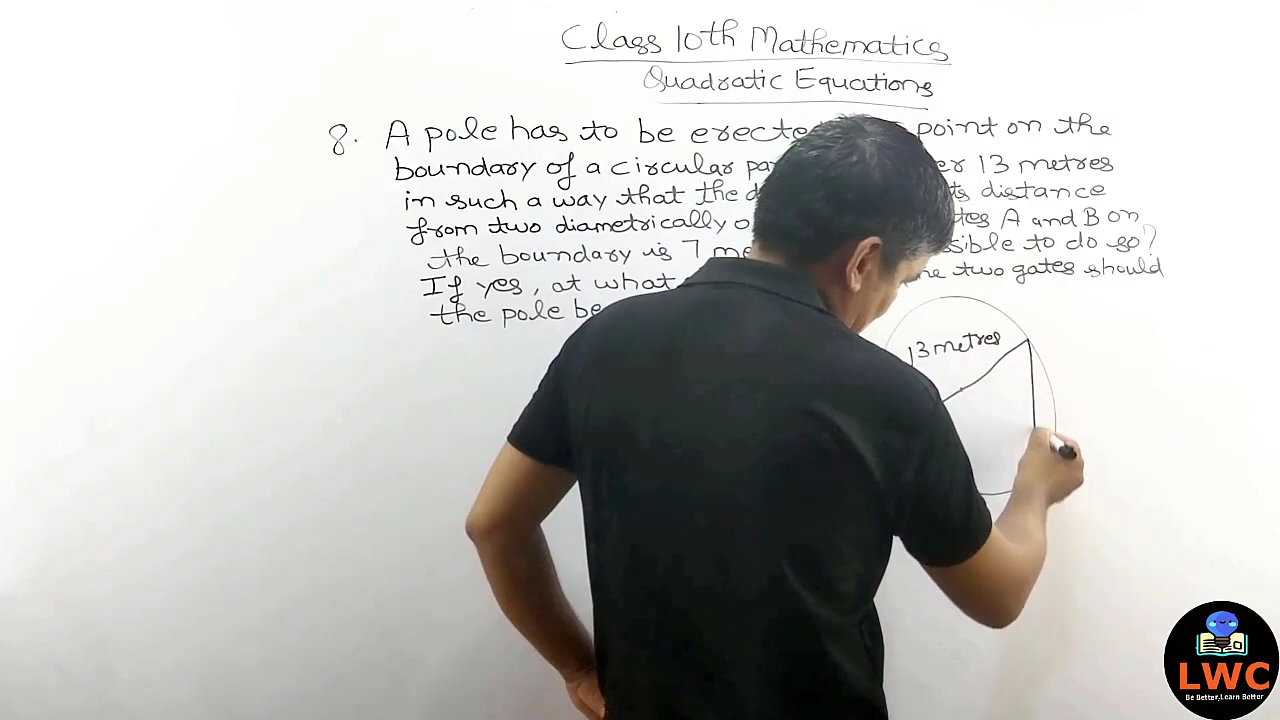 Class 10th Mathematics
Quadratic Equations
8. A pole has to be erecte point on the
boundary of a circular pa er 13 metres
in such a way that the d ts distance
from two diametrically o tes A and B on
the boundary is 7 me ssible to do so?
If yes, at what he two gates should
the pole be
13 metres
LWC
Be Better, Learn Better